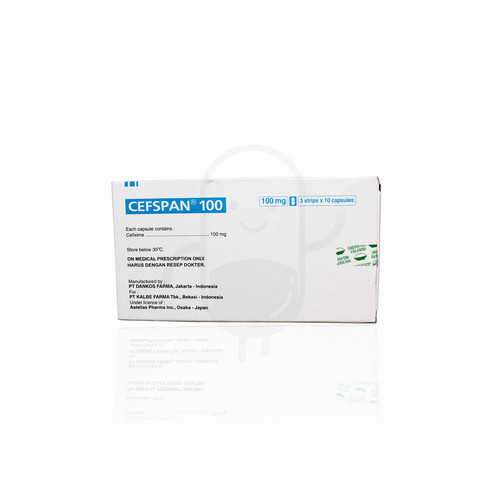 CEFSPAN® 100
100 mg 3 strips x 10 capsules
Each capsule contains :
Cefixime ................................ 100 mg
Store below 30°C.
ON MEDICAL PRESCRIPTION ONLY
HARUS DENGAN RESEP DOKTER.
Manufactured by :
PT DANKOS FARMA, Jakarta - Indonesia
For :
PT KALBE FARMA Tbk., Bekasi - Indonesia
Under licence of :
Astellas Pharma Inc., Osaka - Japan